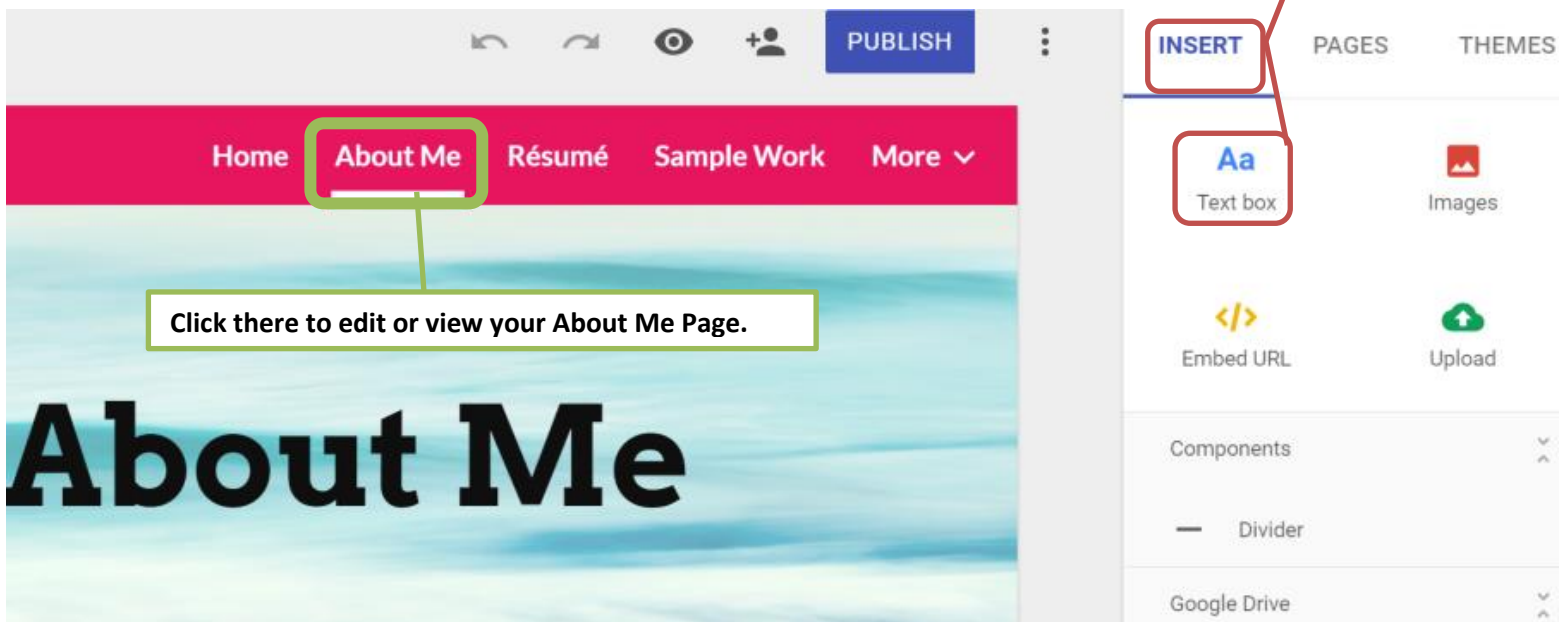 PUBLISH
INSERT PAGES THEMES
Home About Me Résumé Sample Work More
Aa
Text box Images
Click there to edit or view your About Me Page.
</>
Embed URL Upload
About Me
Components
Divider
Google Drive